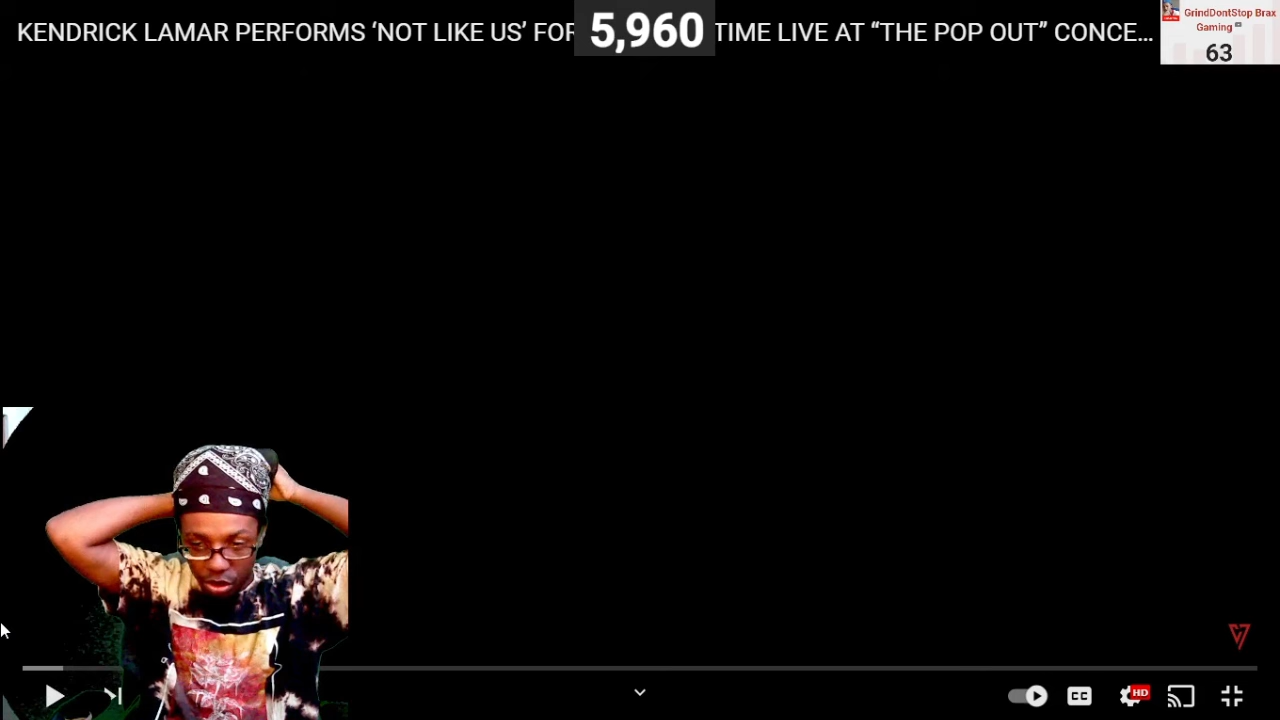 KENDRICK LAMAR PERFORMS ‘NOT LIKE US’ FOR TIME LIVE AT “THE POP OUT” CONCE...
5,960
GrindDontStop Brax
Gaming
63
CC
HD